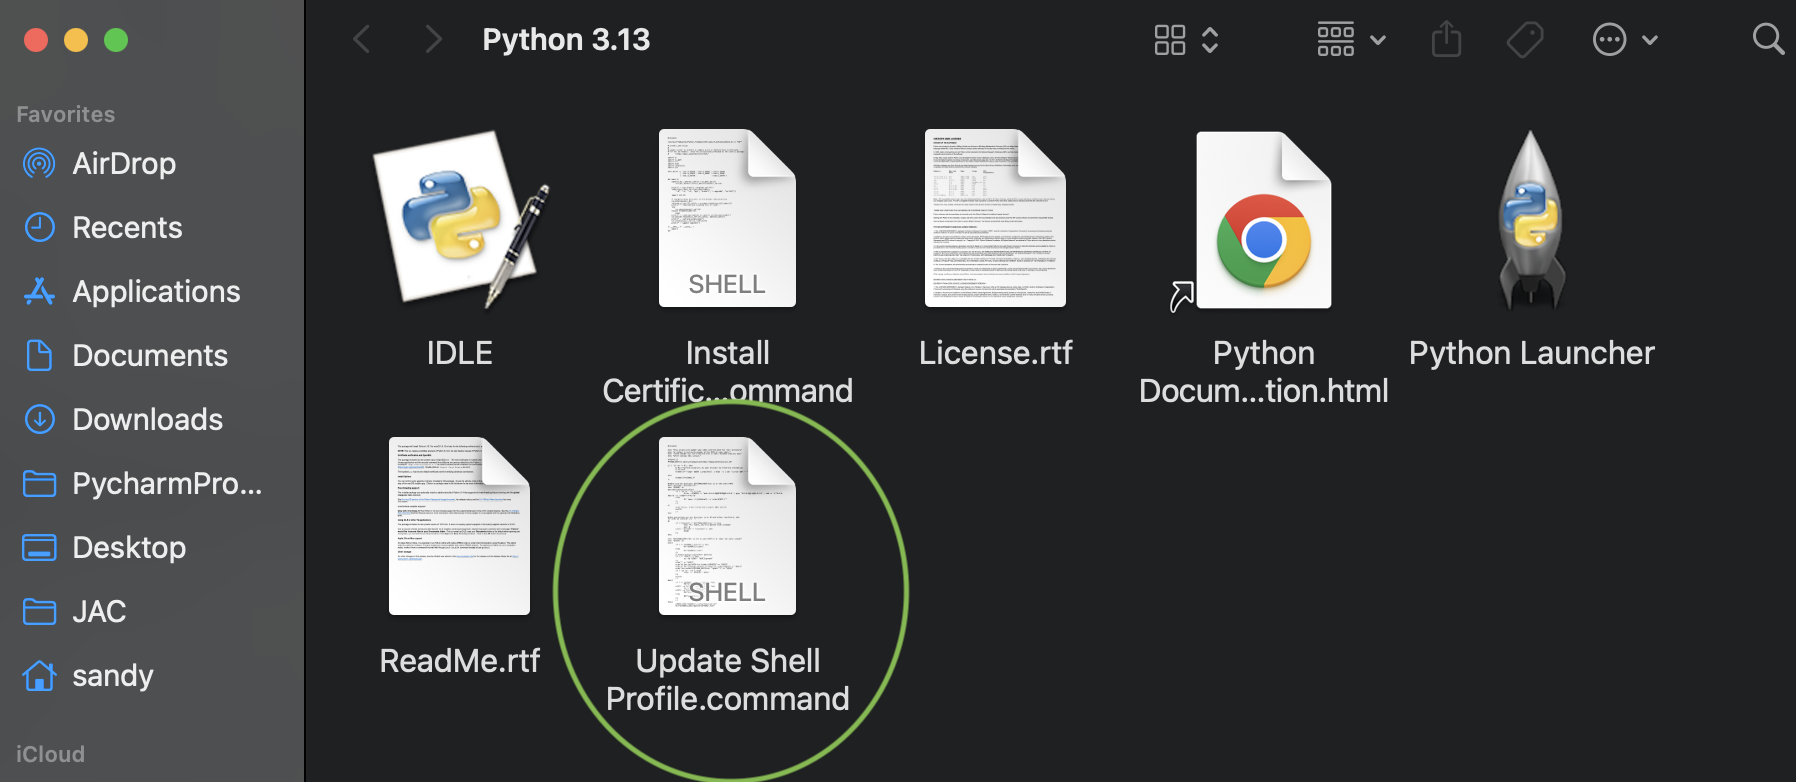 Python 3.13
Favorites
AirDrop
Recents
Applications
Documents
Downloads
PycharmPro...
Desktop
JAC
sandy
iCloud
SHELL
IDLE
Install
Certific...ommand
License.rtf
Python
Docum...tion.html
Python Launcher
SHELL
ReadMe.rtf
Update Shell
Profile.command